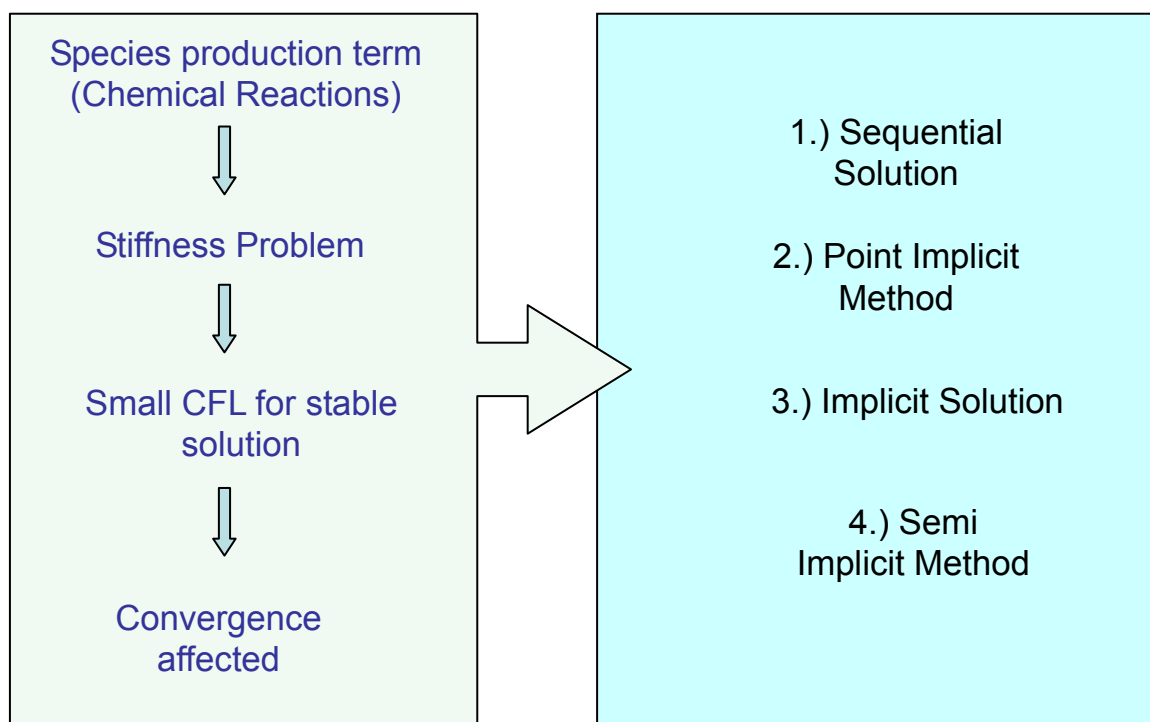 Species production term
(Chemical Reactions)
Stiffness Problem
Small CFL for stable
solution
Convergence
affected
1.) Sequential
Solution
2.) Point Implicit
Method
3.) Implicit Solution
4.) Semi
Implicit Method